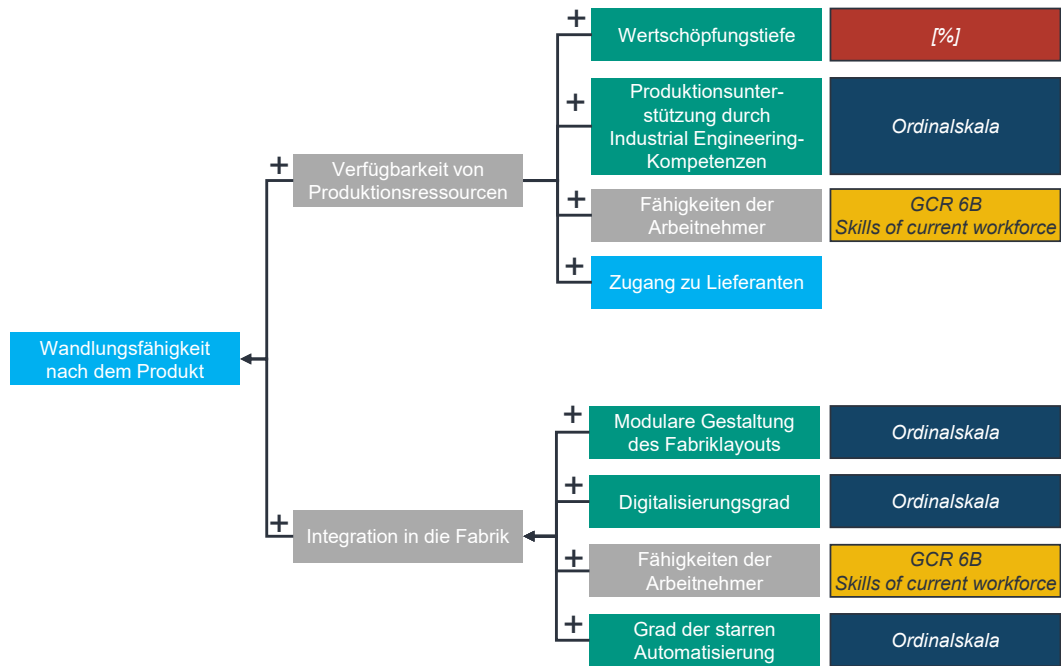 +
Wertschöpfungstiefe
[%]
+
Produktionsunter-
stützung durch
Industrial Engineering-
Kompetenzen
Ordinalskala
+
Verfügbarkeit von
Produktionsressourcen
+
Fähigkeiten der
Arbeitnehmer
GCR 6B
Skills of current workforce
+
Zugang zu Lieferanten
Wandlungsfähigkeit
nach dem Produkt
+
Modulare Gestaltung
des Fabriklayouts
Ordinalskala
+
Digitalisierungsgrad
Ordinalskala
+
Integration in die Fabrik
+
Fähigkeiten der
Arbeitnehmer
GCR 6B
Skills of current workforce
+
Grad der starren
Automatisierung
Ordinalskala